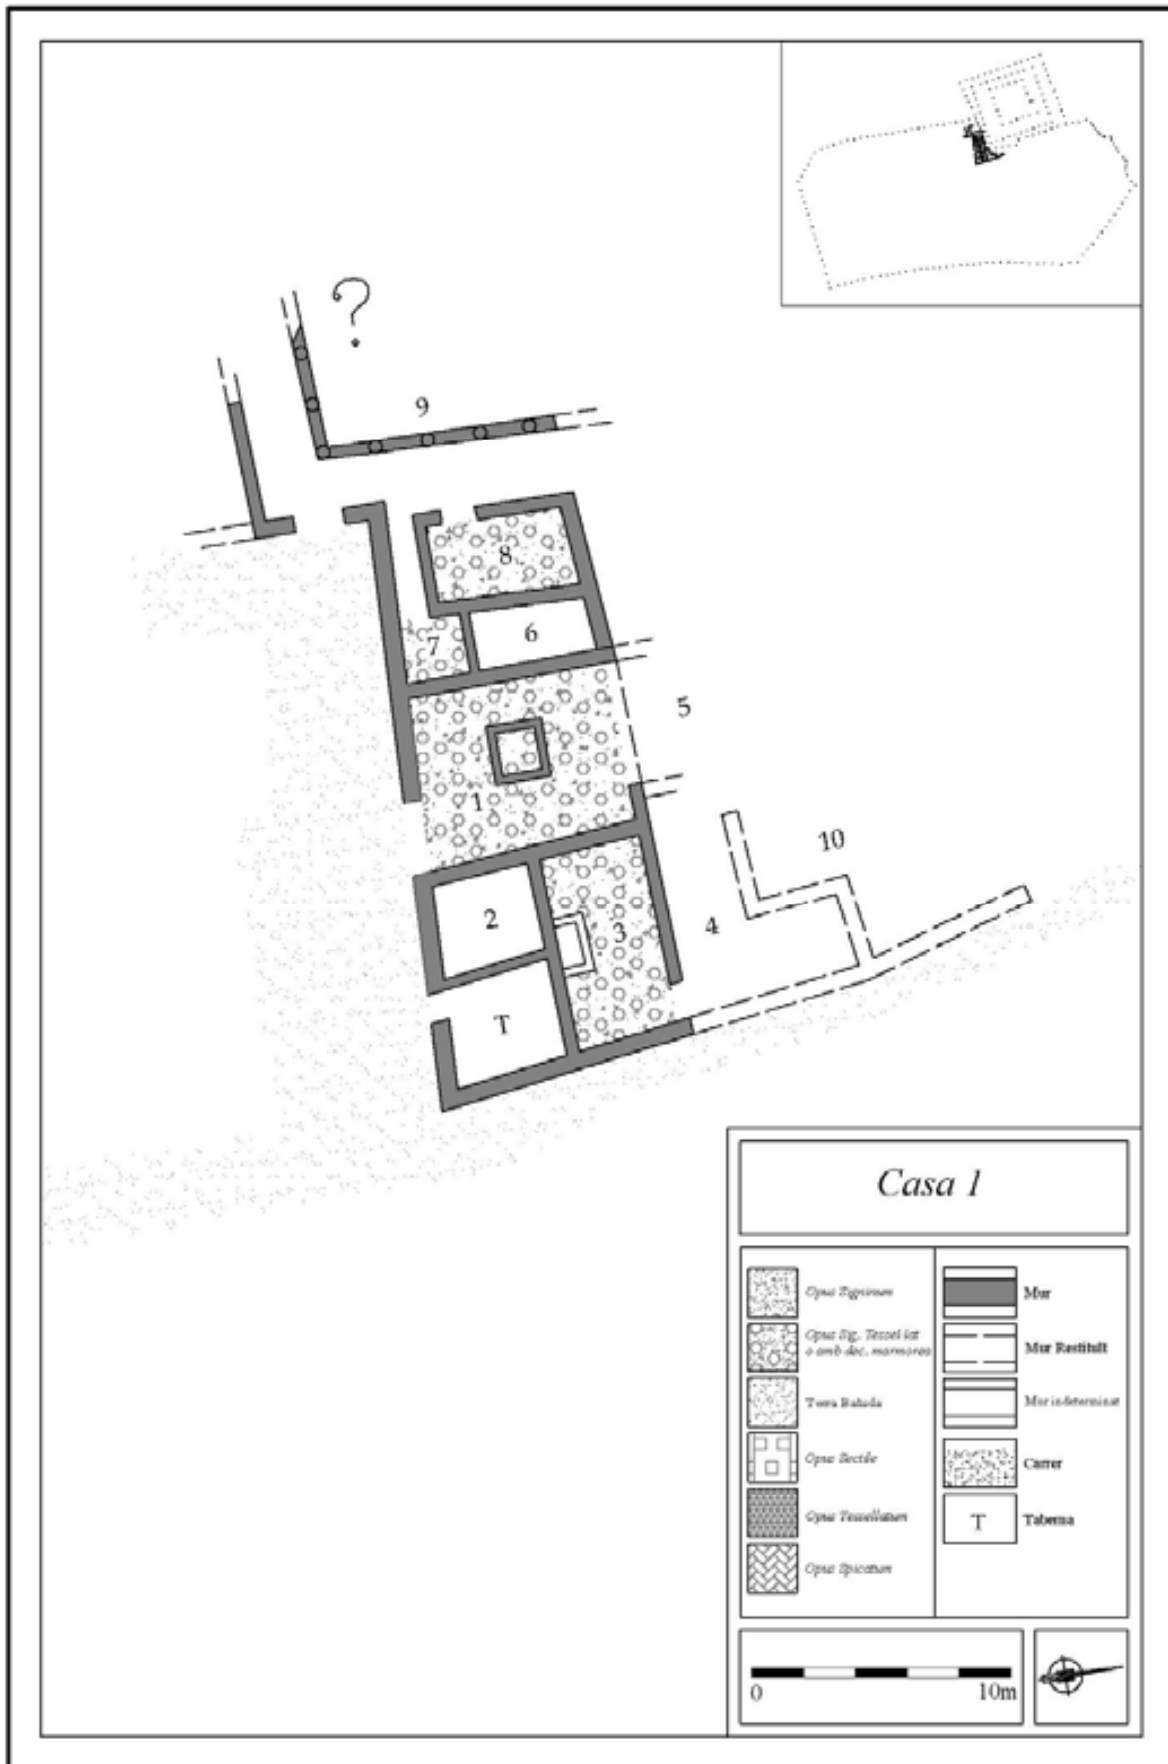 ?
9
8
7
6
5
1
10
2
3
4
T
Casa 1
Opus Signinum
Opus Sig. Tessel·lat
o amb dec. marmorea
Terra Batuda
Opus Sectile
Opus Tessellatum
Opus Spicatum
Mur
Mur Restituït
Mur indeterminat
Carrer
T
Taberna
0
10m